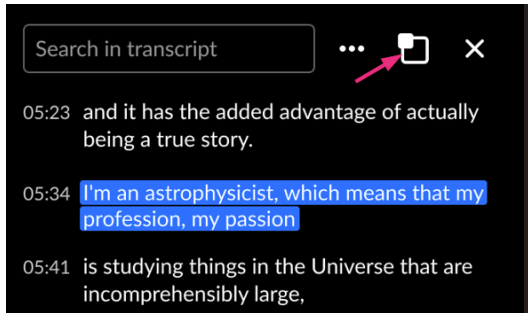 Search in transcript
05:23 and it has the added advantage of actually
being a true story.
05:34 I'm an astrophysicist, which means that my
profession, my passion
05:41 is studying things in the Universe that are
incomprehensibly large,